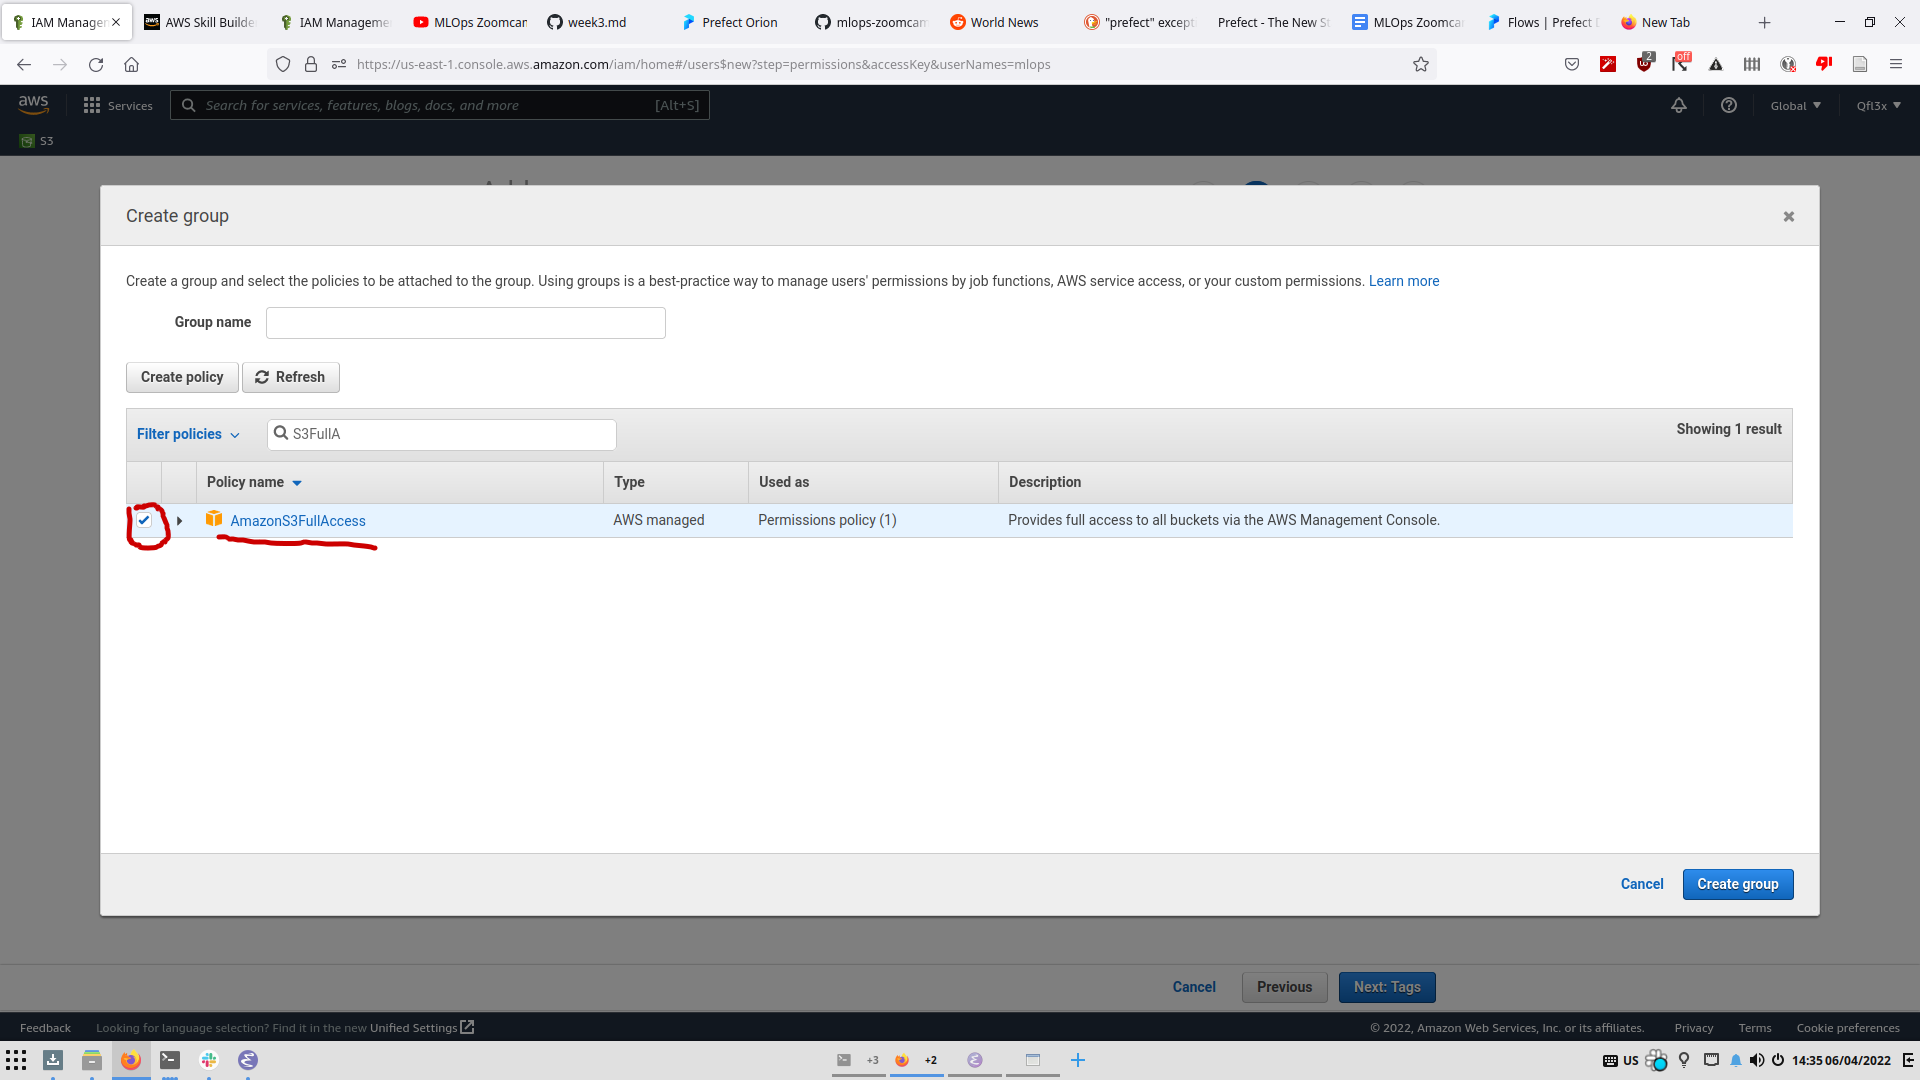 IAM Managen
AWS Skill Builde
IAM Manageme
MLOps Zoomcan
week3.md
Prefect Orion
mlops-zoomcam
World News
"prefect" except
Prefect - The New St
MLOps Zoomca
Flows | Prefect D
New Tab
https://us-east-1.console.aws.amazon.com/iam/home#/users$new?step=permissions&accessKey&userNames=mlops
2
off
aws
Services
Search for services, features, blogs, docs, and more
[Alt+S]
Global
Qfl3x
S3
Create group
Create a group and select the policies to be attached to the group. Using groups is a best-practice way to manage users' permissions by job functions, AWS service access, or your custom permissions. Learn more
Group name
Create policy
Refresh
Filter policies
S3FullA
Showing 1 result
Policy name
Type
Used as
Description
AmazonS3FullAccess
AWS managed
Permissions policy (1)
Provides full access to all buckets via the AWS Management Console.
Cancel
Create group
Cancel
Previous
Next: Tags
Feedback
Looking for language selection? Find it in the new Unified Settings
© 2022, Amazon Web Services, Inc. or its affiliates.
Privacy
Terms
Cookie preferences
+3
+2
US
14:35 06/04/2022